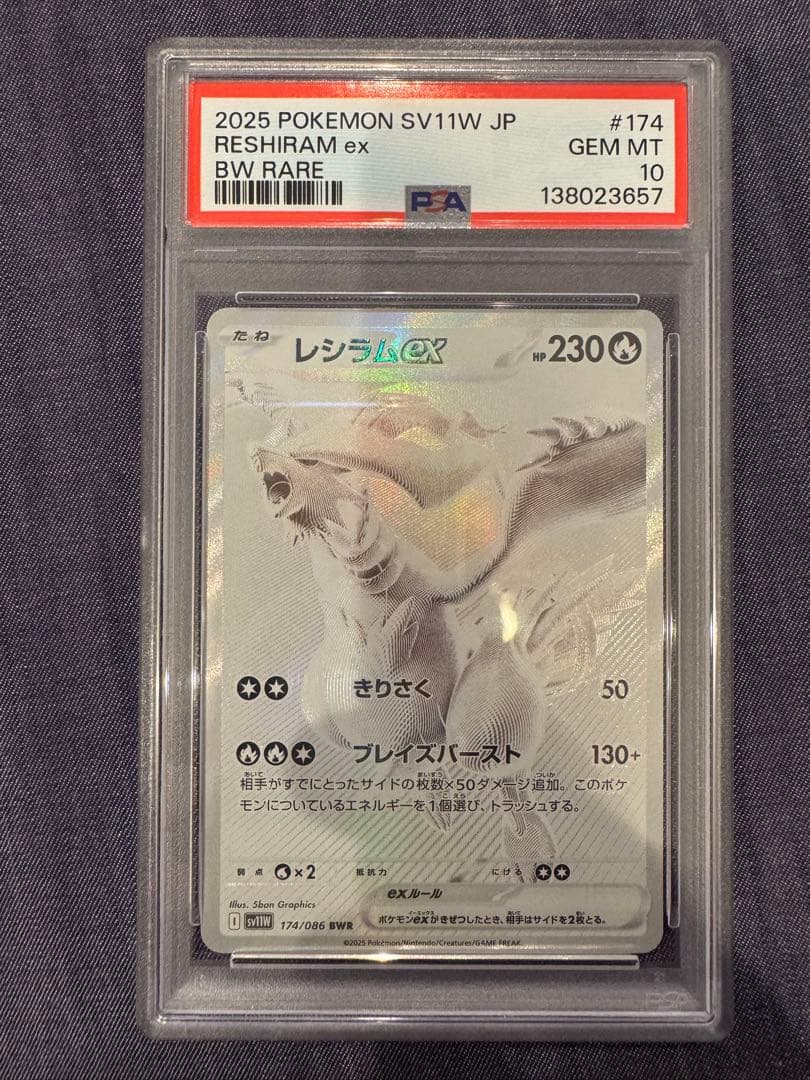 2025 POKEMON SV11W JP #174
RESHIRAM ex GEM MT
BW RARE 10
PSA 138023657
たね レシラムex HP 230
きりさく 50
ブレイズバースト 130+
相手がすでにとったサイドの枚数×50ダメージ追加。このポケ
モンについているエネルギーを1個選び、トラッシュする。
弱点 ×2 抵抗力 にげる
exルール
ポケモンexがきぜつしたとき、相手はサイドを2枚とる。
Illus. 5ban Graphics
I sv11W 174/086 BWR
©2025 Pokémon/Nintendo/Creatures/GAME FREAK.
PSA